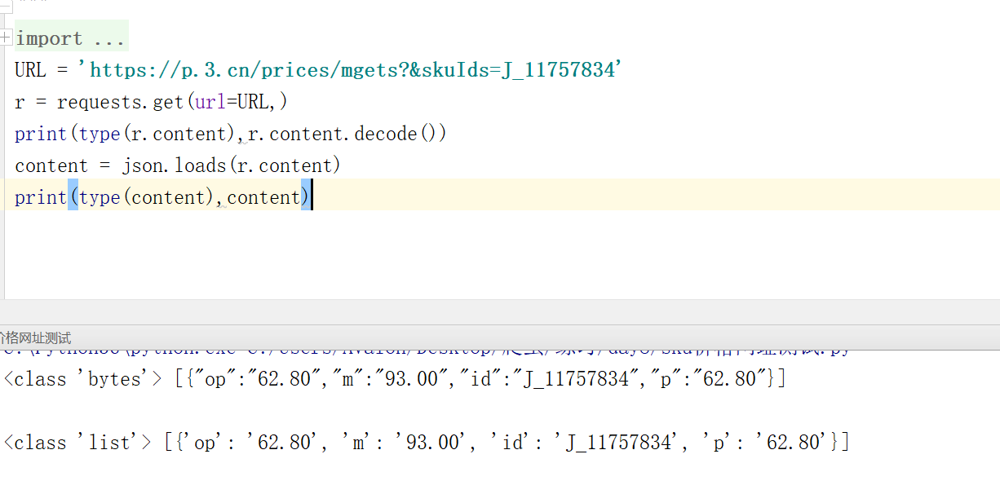 import ...
URL = 'https://p.3.cn/prices/mgets?&skuIds=J_11757834'
r = requests.get(url=URL,)
print(type(r.content),r.content.decode())
content = json.loads(r.content)
print(type(content),content)
价格网址测试
<class 'bytes'> [{"op":"62.80","m":"93.00","id":"J_11757834","p":"62.80"}]
<class 'list'> [{'op': '62.80', 'm': '93.00', 'id': 'J_11757834', 'p': '62.80'}]